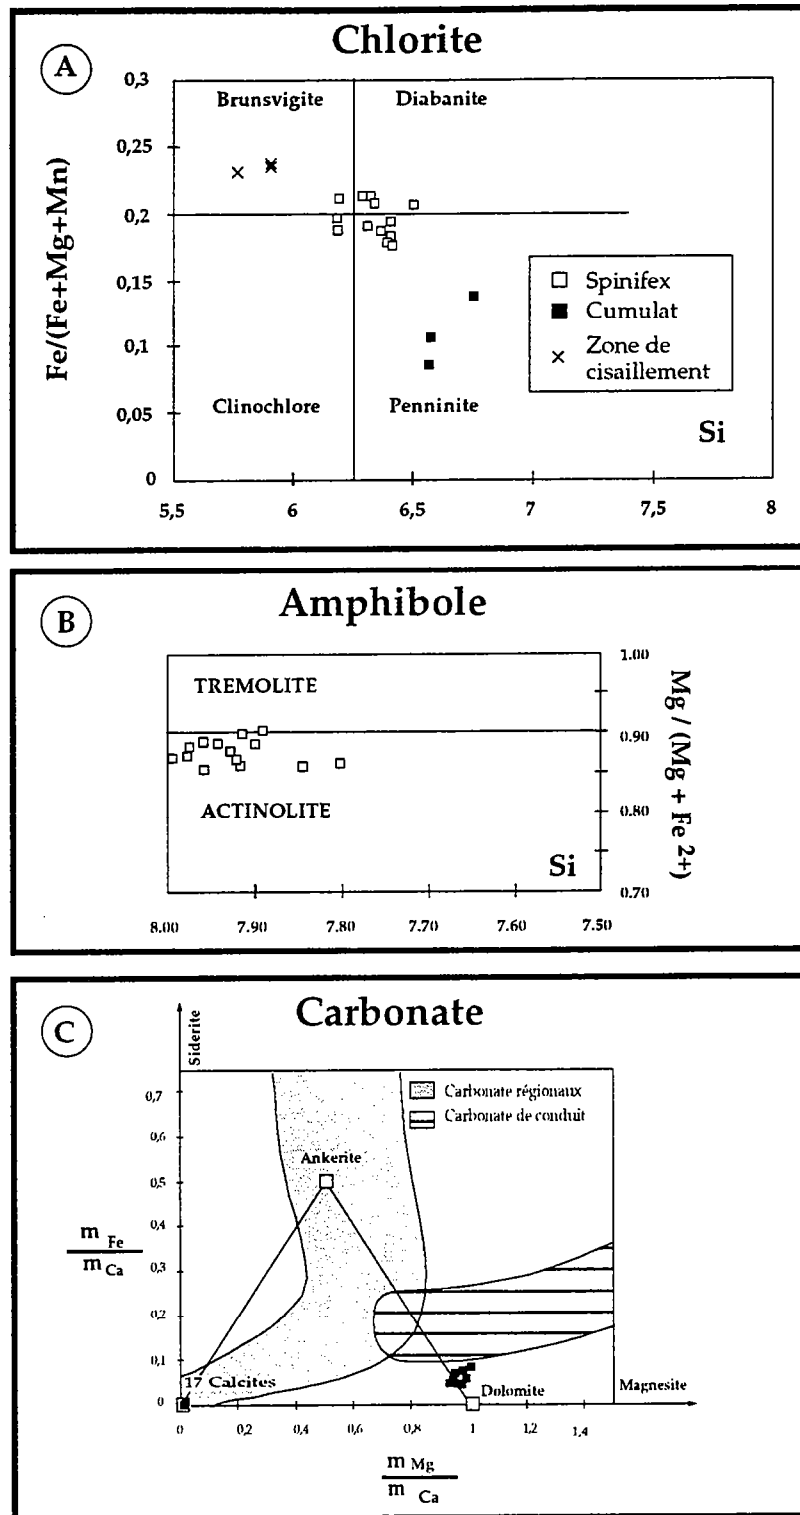 Chlorite
A
0,3
Brunsvigite
Diabanite
0,25
0,2
0,15
0,1
0,05
0
Fe/(Fe+Mg+Mn)
Spinifex
Cumulat
Zone de
cisaillement
Clinochlore
Penninite
Si
5,5
6
6,5
7
7,5
8
Amphibole
B
1.00
TREMOLITE
0.90
ACTINOLITE
0.80
Si
0.70
Mg / (Mg + Fe 2+)
8.00
7.90
7.80
7.70
7.60
7.50
Carbonate
C
Siderite
Carbonate régionaux
Carbonate de conduit
0,7
0,6
Ankerite
0,5
0,4
m Fe
m Ca
0,3
0,2
0,1
17 Calcites
Dolomite
Magnesite
0
0
0,2
0,4
0,6
0,8
1
1,2
1,4
m Mg
m Ca